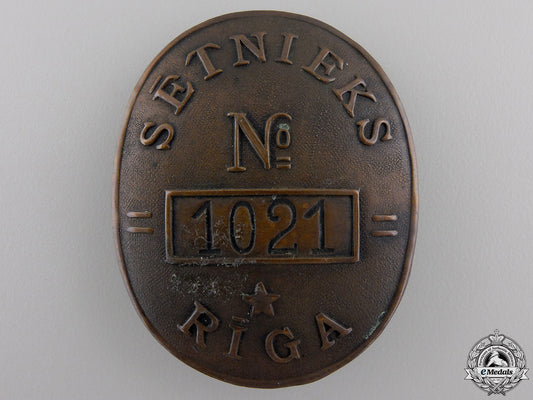 SĒTNIEKS
№
1021
RĪGA
eMedals